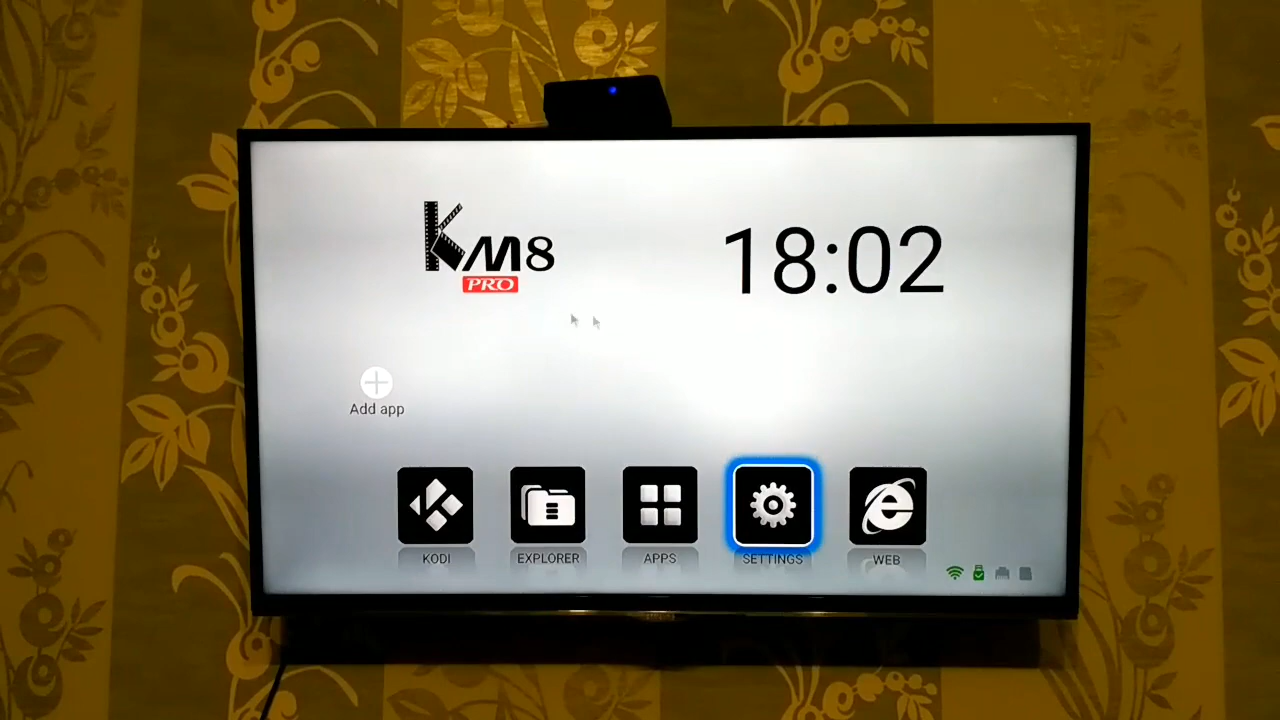 KM8
PRO
18:02
Add app
KODI
EXPLORER
APPS
SETTINGS
WEB